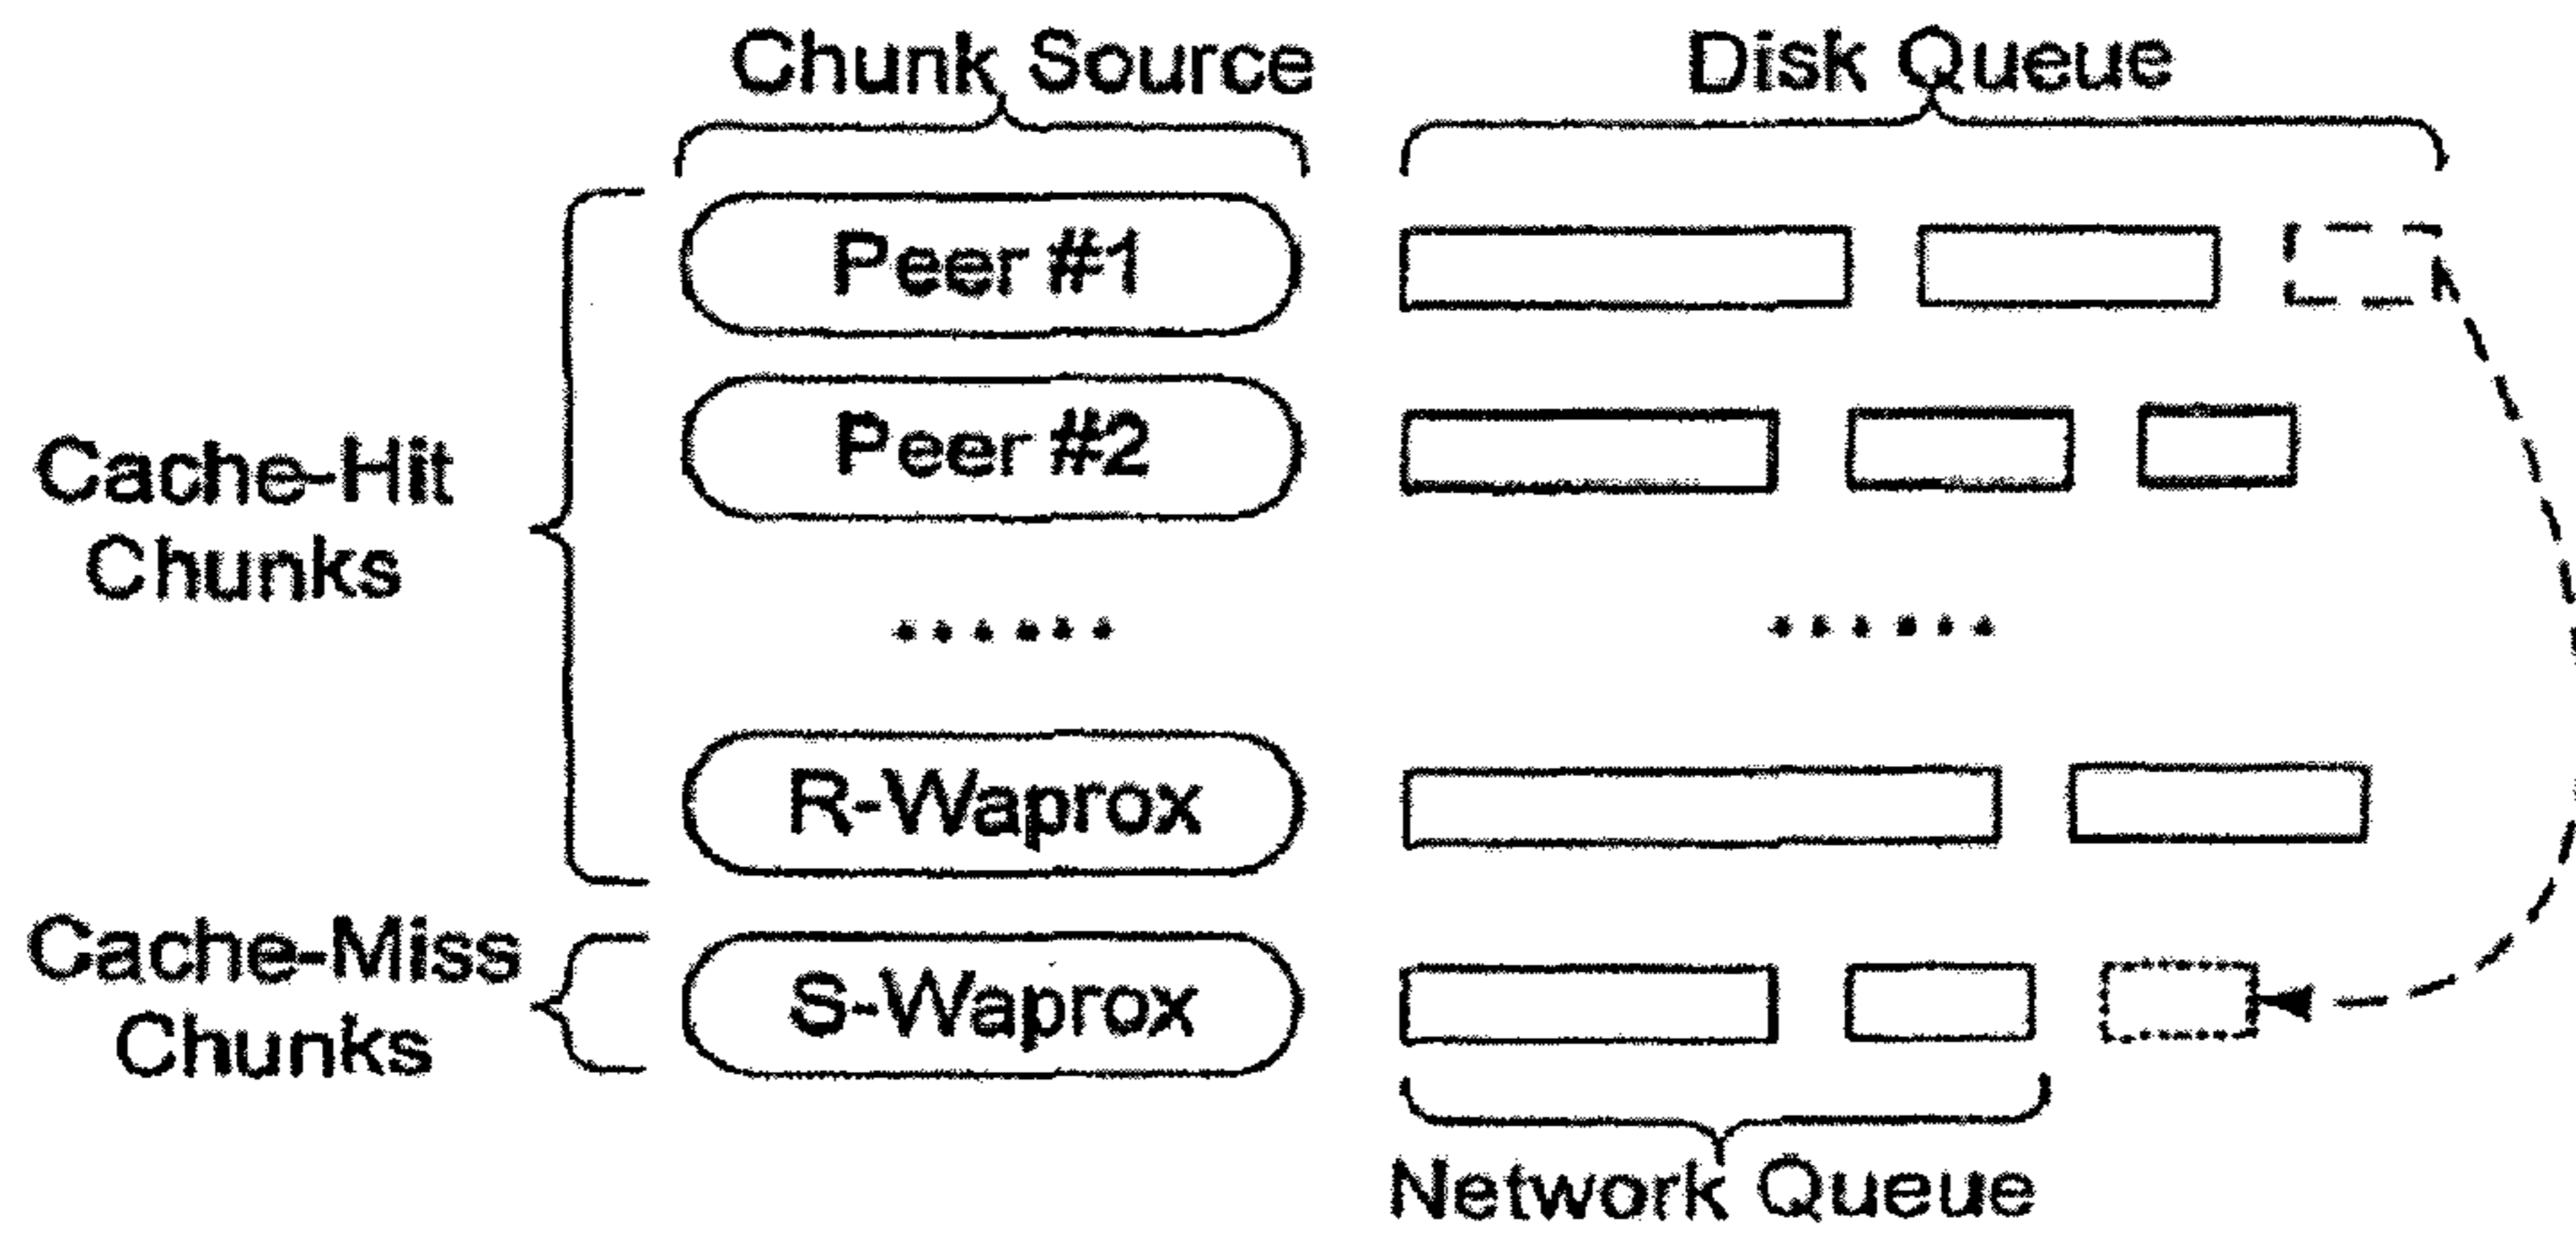 Chunk Source
Disk Queue
Peer #1
Peer #2
Cache-Hit
Chunks
......
......
R-Waprox
Cache-Miss
Chunks
S-Waprox
Network Queue